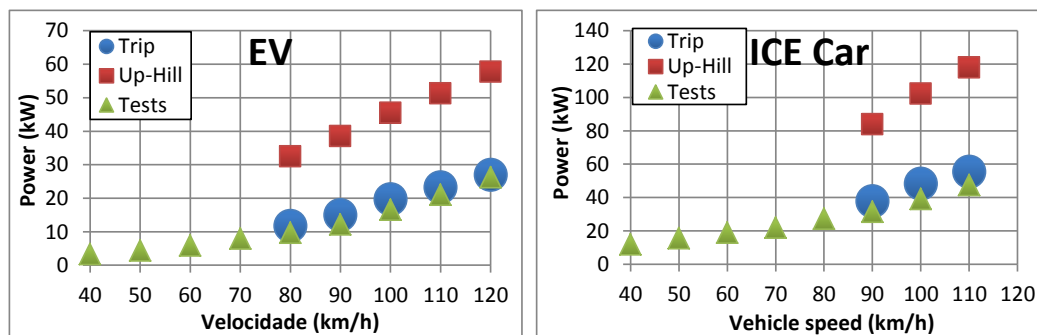 EV
Trip
Up-Hill
Tests
Power (kW)
70
60
50
40
30
20
10
0
40 50 60 70 80 90 100 110 120
Velocidade (km/h)
ICE Car
Trip
Up-Hill
Tests
Power (kW)
140
120
100
80
60
40
20
0
40 50 60 70 80 90 100 110 120
Vehicle speed (km/h)